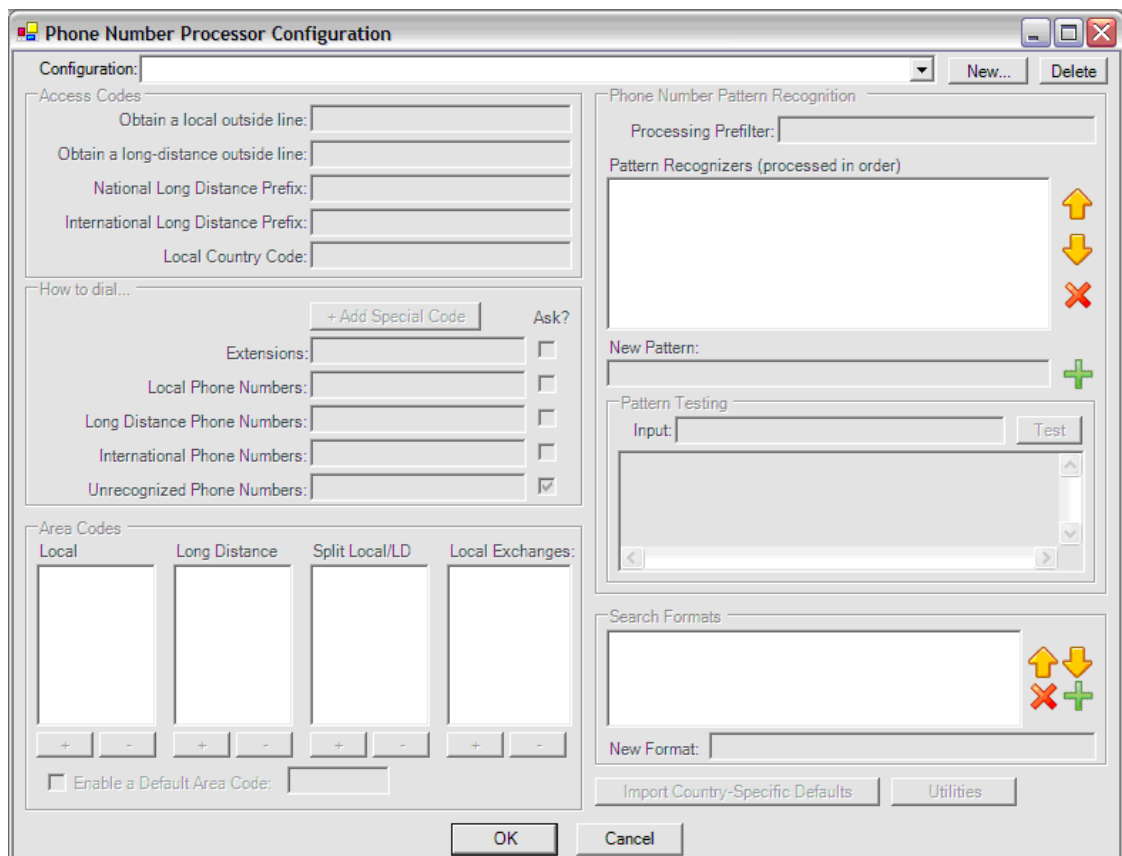 Phone Number Processor Configuration
Configuration:
New...
Delete
Access Codes
Obtain a local outside line:
Obtain a long-distance outside line:
National Long Distance Prefix:
International Long Distance Prefix:
Local Country Code:
How to dial...
+ Add Special Code
Ask?
Extensions:
Local Phone Numbers:
Long Distance Phone Numbers:
International Phone Numbers:
Unrecognized Phone Numbers:
Area Codes
Local
Long Distance
Split Local/LD
Local Exchanges:
+ - + - + - + -
Enable a Default Area Code:
Phone Number Pattern Recognition
Processing Prefilter:
Pattern Recognizers (processed in order)
New Pattern:
Pattern Testing
Input:
Test
Search Formats
New Format:
Import Country-Specific Defaults
Utilities
OK
Cancel